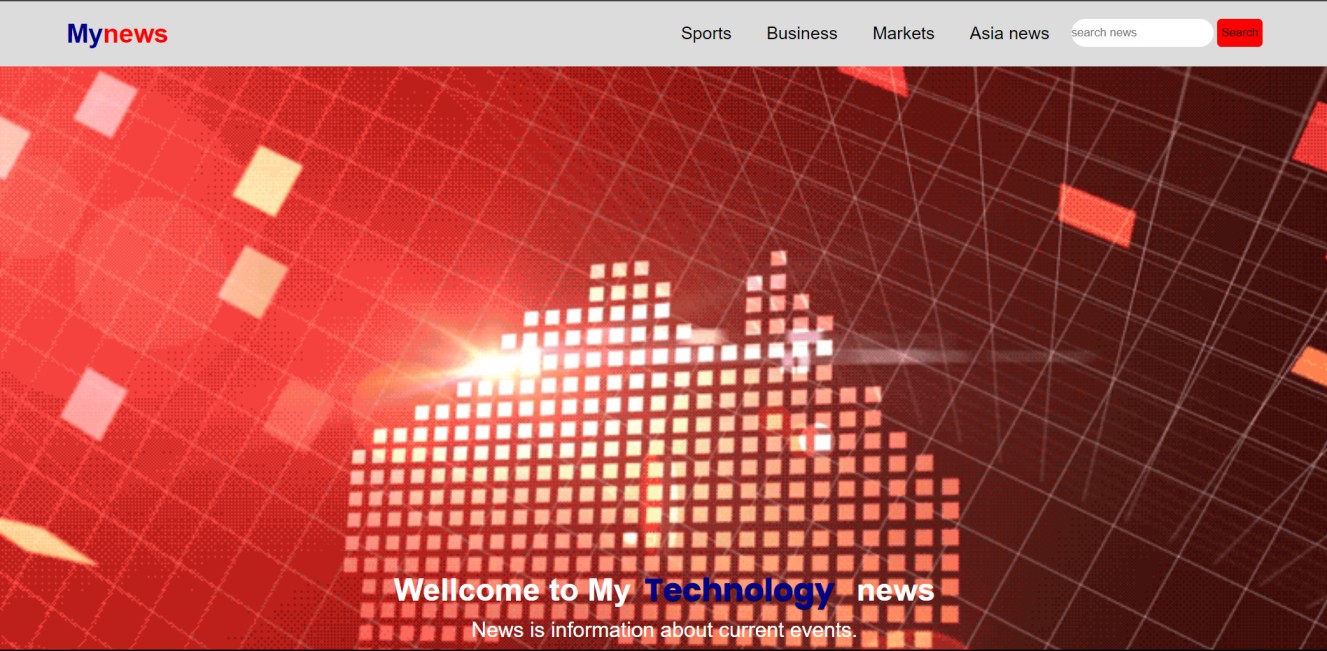 Mynews
Sports Business Markets Asia news search news Search
Wellcome to My Technology news
News is information about current events.